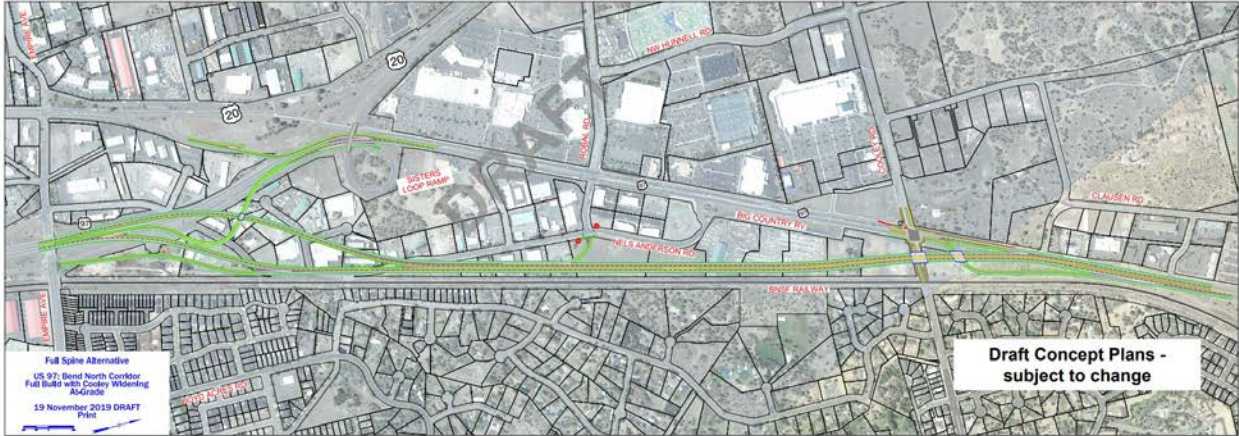 EMPIRE AVE
20
20
NW HUNNELL RD
DRAFT
ROBAL RD
COOLEY RD
SISTERS
LOOP RAMP
97
BIG COUNTRY RV
NELS ANDERSON RD
CLAUSEN RD
BNSF RAILWAY
EMPIRE AVE
Full Spine Alternative
US 97: Bend North Corridor
Full Build with Cooley Widening
At-Grade
19 November 2019 DRAFT
Print
Draft Concept Plans -
subject to change